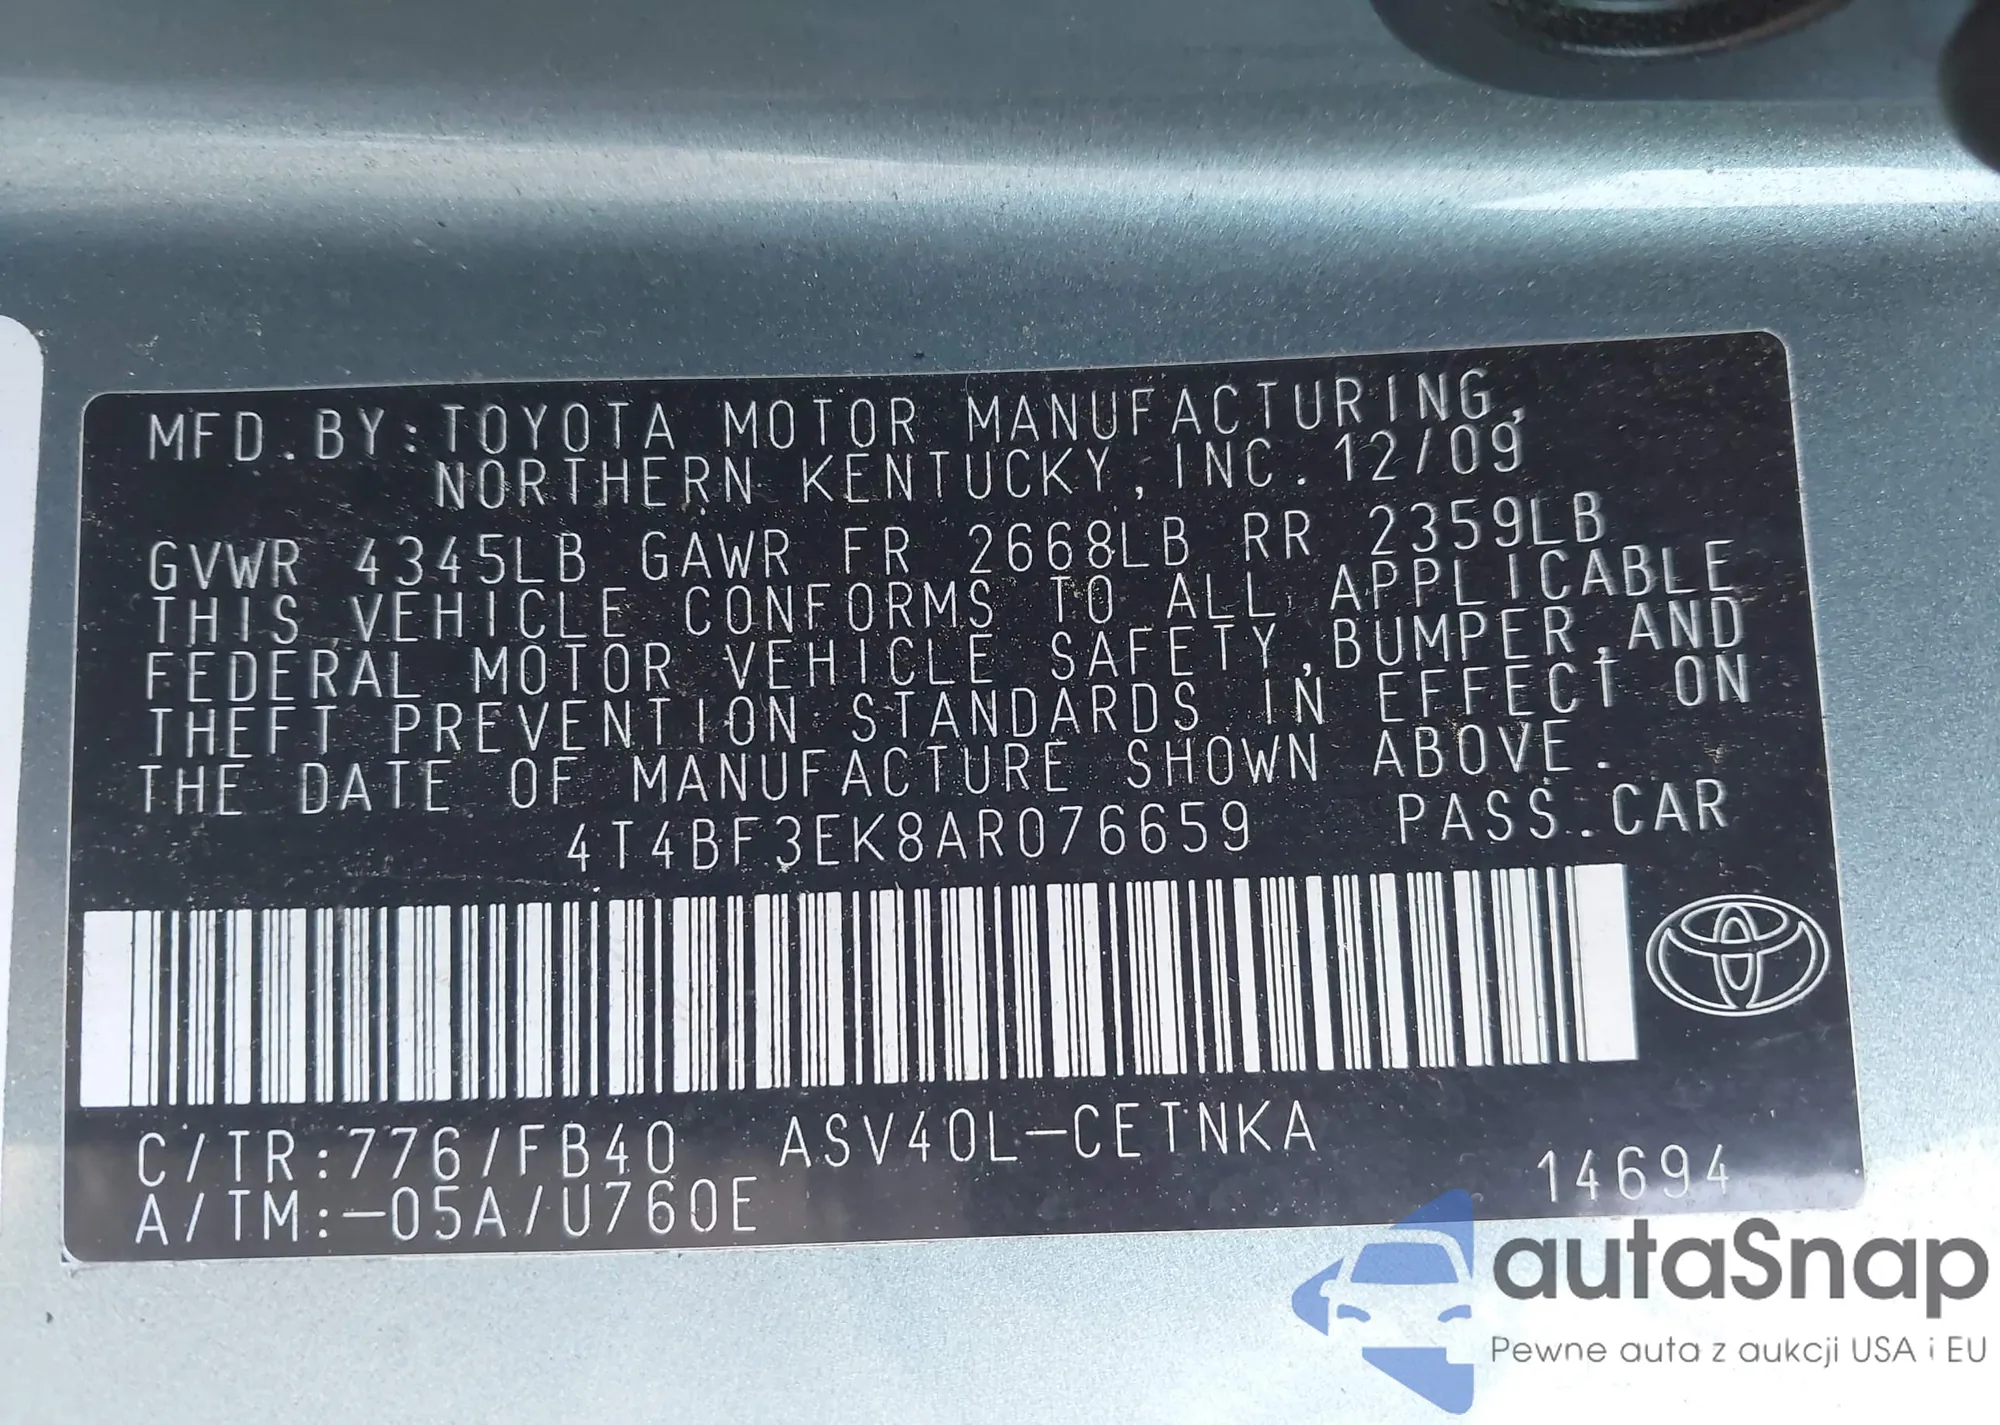 MFD.BY:TOYOTA MOTOR MANUFACTURING,
NORTHERN KENTUCKY, INC. 12/09
GVWR 4345LB GAWR FR 2668LB RR 2359LB
THIS VEHICLE CONFORMS TO ALL APPLICABLE
FEDERAL MOTOR VEHICLE SAFETY,BUMPER,AND
THEFT PREVENTION STANDARDS IN EFFECT ON
THE DATE OF MANUFACTURE SHOWN ABOVE.
4T4BF3EK8AR076659 PASS.CAR
C/TR:776/FB40 ASV40L-CETNKA
A/TM:-05A/U760E 14694
autaSnap
Pewne auta z aukcji USA i EU